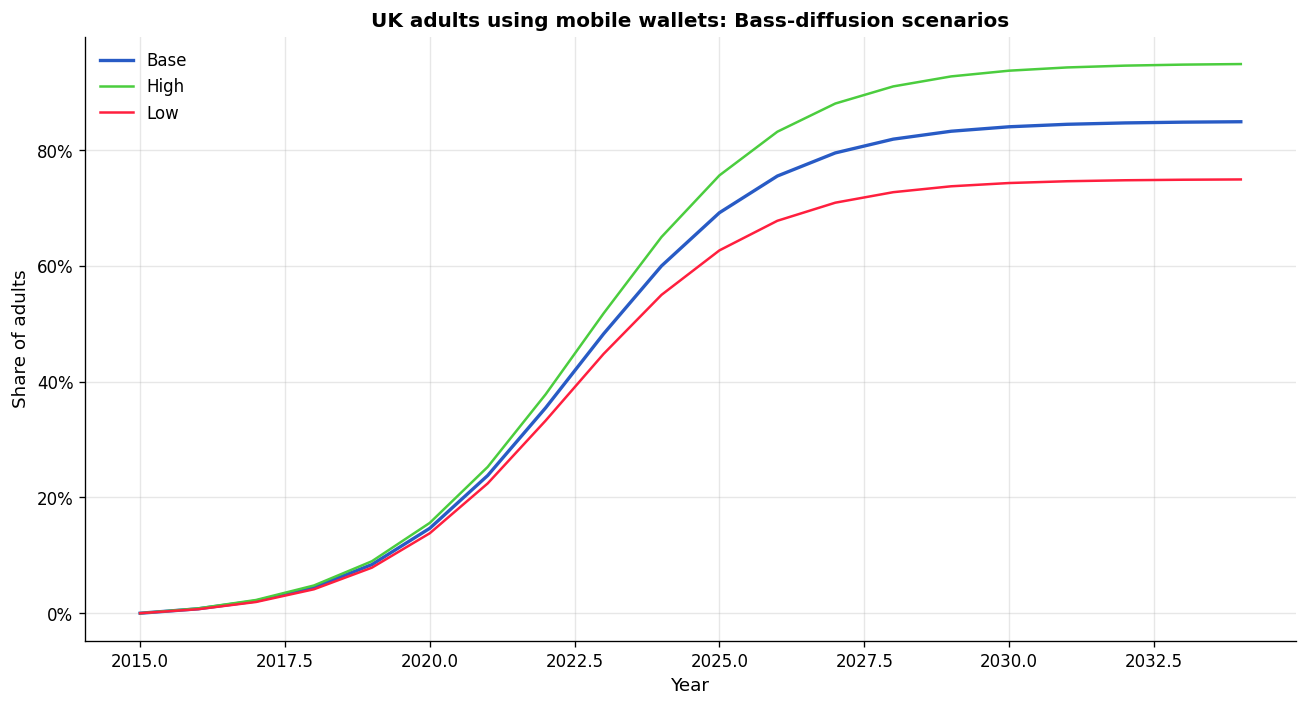 UK adults using mobile wallets: Bass-diffusion scenarios
Base
High
Low
Share of adults
80%
60%
40%
20%
0%
2015.0 2017.5 2020.0 2022.5 2025.0 2027.5 2030.0 2032.5
Year